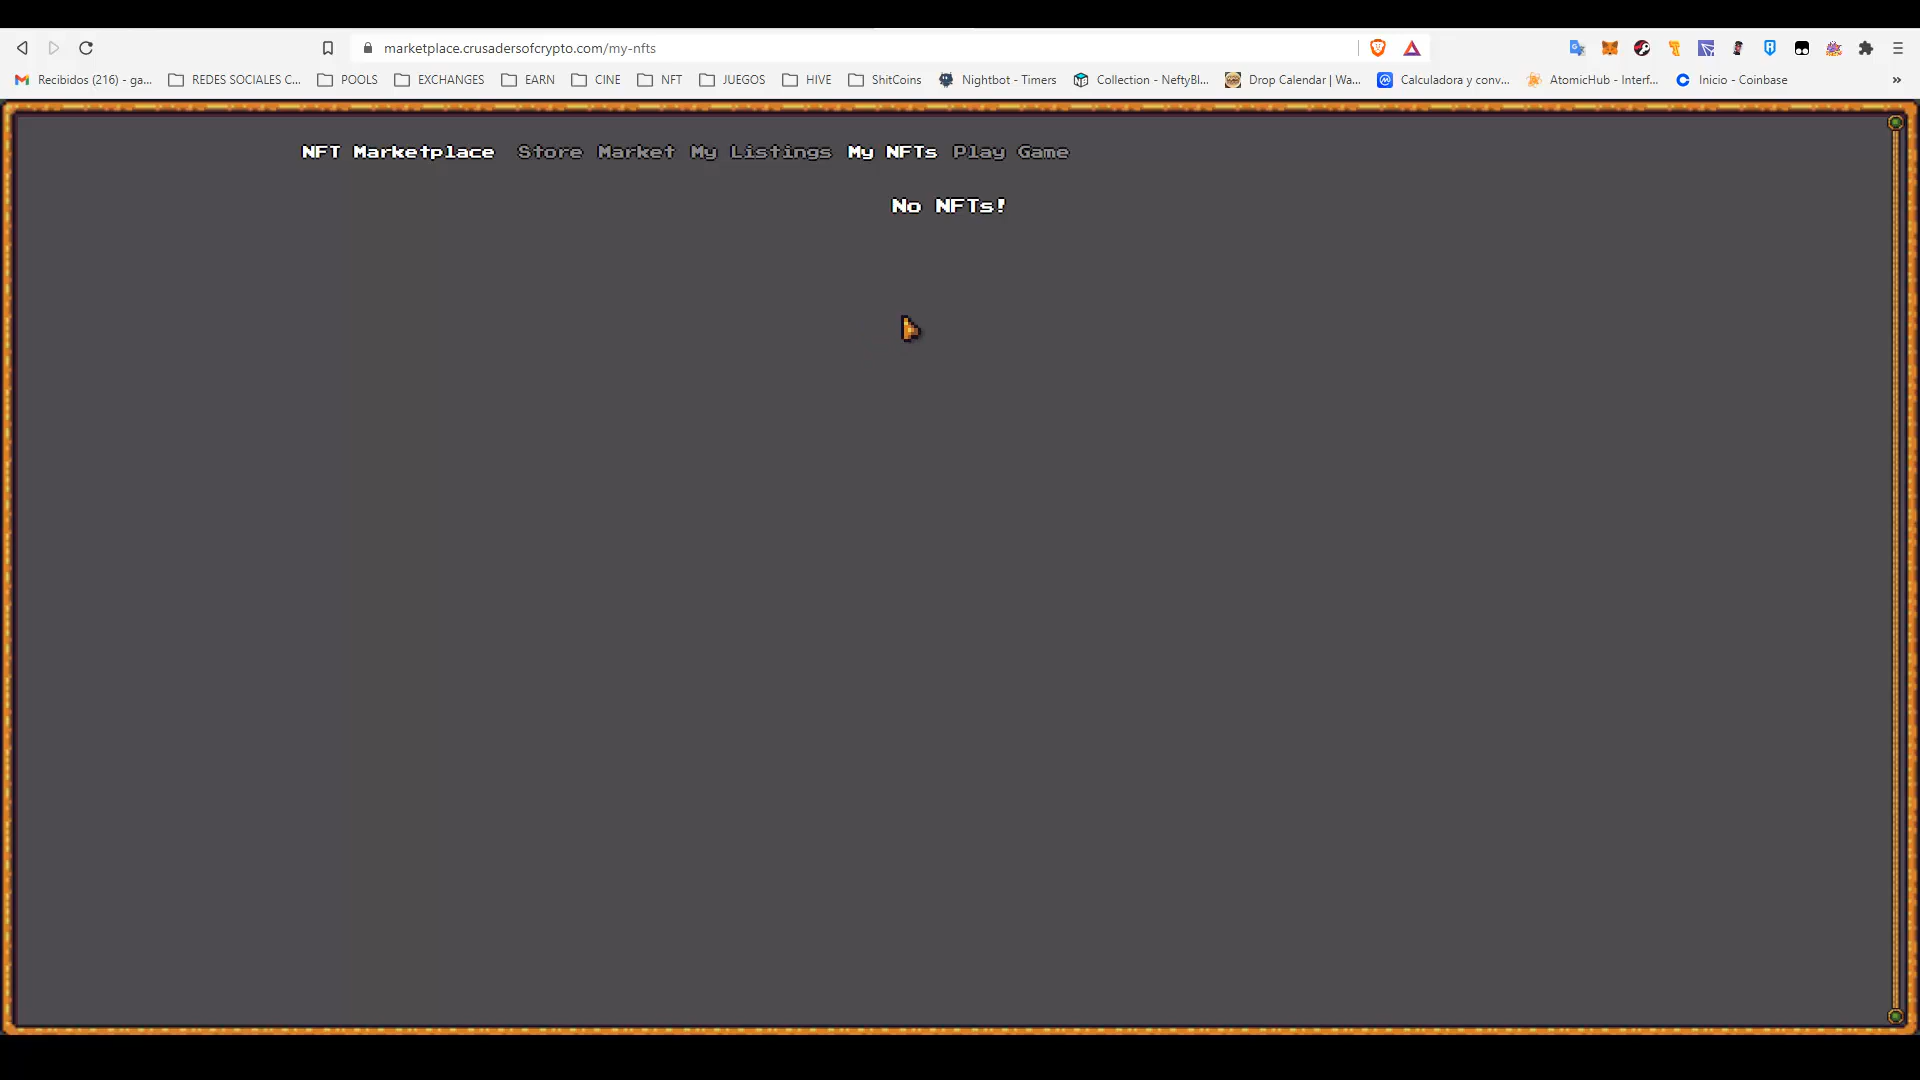 marketplace.crusadersofcrypto.com/my-nfts
Recibidos (216) - ga... REDES SOCIALES C... POOLS EXCHANGES EARN CINE NFT JUEGOS HIVE ShitCoins Nightbot - Timers Collection - NeftyBl... Drop Calendar | Wa... Calculadora y conv... AtomicHub - Interf... Inicio - Coinbase »
NFT Marketplace Store Market My Listings My NFTs Play Game
No NFTs!